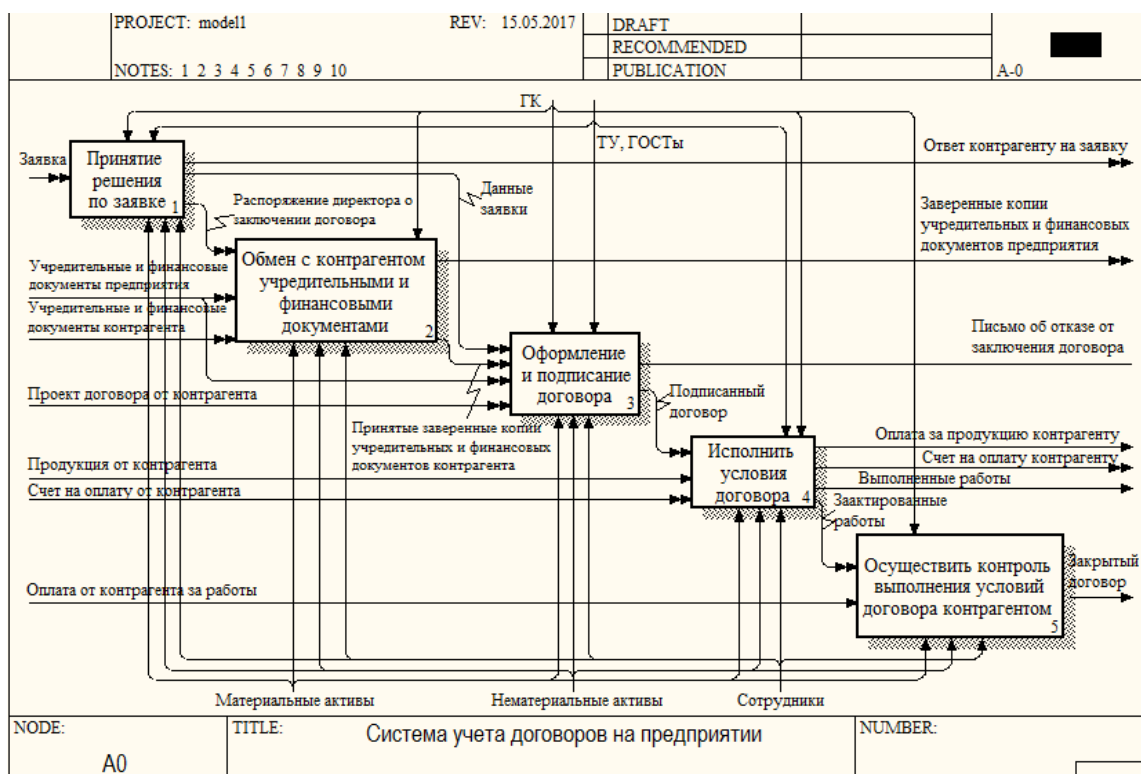 PROJECT: model1
REV: 15.05.2017
DRAFT
RECOMMENDED
NOTES: 1 2 3 4 5 6 7 8 9 10
PUBLICATION
A-0
ГК
ТУ, ГОСТы
Заявка
Принятие
решения
по заявке
1
Ответ контрагенту на заявку
Данные
заявки
Распоряжение директора о
заключении договора
Заверенные копии
учредительных и финансовых
документов предприятия
Обмен с контрагентом
учредительными и
финансовыми
документами
2
Учредительные и финансовые
документы предприятия
Учредительные и финансовые
документы контрагента
Письмо об отказе от
заключения договора
Оформление
и подписание
договора
3
Проект договора от контрагента
Подписанный
договор
Принятые заверенные копии
учредительных и финансовых
документов контрагента
Оплата за продукцию контрагенту
Счет на оплату контрагенту
Выполненные работы
Исполнить
условия
договора
4
Продукция от контрагента
Счет на оплату от контрагента
Заактированные
работы
Осуществить контроль
выполнения условий
договора контрагентом
5
Закрытый
договор
Оплата от контрагента за работы
Материальные активы
Нематериальные активы
Сотрудники
NODE:
A0
TITLE:
Система учета договоров на предприятии
NUMBER: